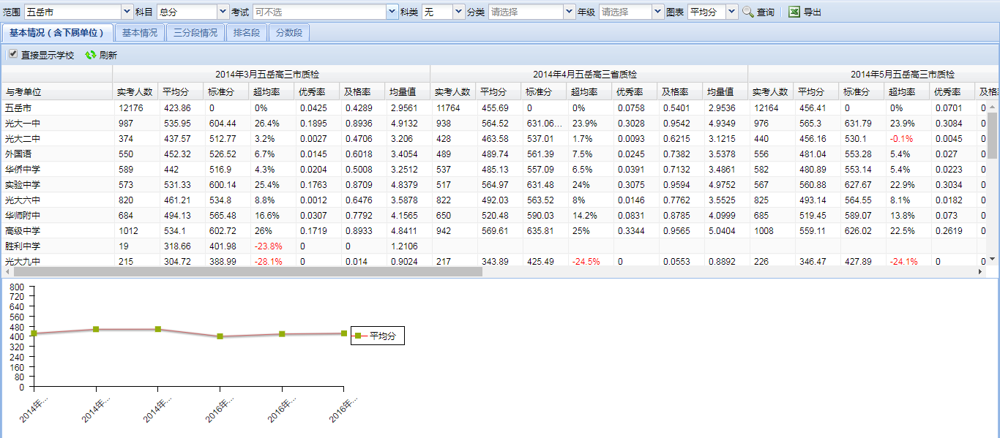 范围 五岳市 科目 总分 考试 可不选 科类 无 分类 请选择 年级 请选择 图表 平均分 查询 导出
基本情况（含下属单位） 基本情况 三分段情况 排名段 分数段
直接显示学校 刷新
2014年3月五岳高三市质检 2014年4月五岳高三省质检 2014年5月五岳高三市质检
与考单位 实考人数 平均分 标准分 超均率 优秀率 及格率 均量值 实考人数 平均分 标准分 超均率 优秀率 及格率 均量值 实考人数 平均分 标准分 超均率 优秀率 及格
五岳市 12176 423.86 0 0% 0.0425 0.4289 2.9561 11764 455.69 0 0% 0.0758 0.5401 2.9536 12164 456.41 0 0% 0.0701 0
光大一中 987 535.95 604.44 26.4% 0.1895 0.8936 4.9132 938 564.52 631.06... 23.9% 0.3028 0.9542 4.9349 976 565.3 631.79 23.9% 0.3084 0
光大二中 374 437.57 512.77 3.2% 0.0027 0.4706 3.206 428 463.58 537.01 1.7% 0.0093 0.6215 3.1215 440 456.16 530.1 -0.1% 0.0045 0
外国语 550 452.32 526.52 6.7% 0.0145 0.6018 3.4054 489 489.74 561.39 7.5% 0.0245 0.7382 3.5378 556 481.04 553.28 5.4% 0.027 0
华侨中学 589 442 516.9 4.3% 0.0204 0.5008 3.2512 537 485.13 557.09 6.5% 0.0391 0.7132 3.4861 582 480.89 553.14 5.4% 0.0223 0
实验中学 573 531.33 600.14 25.4% 0.1763 0.8709 4.8379 517 564.97 631.48 24% 0.3075 0.9594 4.9752 567 560.88 627.67 22.9% 0.3034 0
光大六中 820 461.21 534.8 8.8% 0.0012 0.6476 3.5878 822 492.03 563.52 8% 0.0146 0.7762 3.5525 825 493.14 564.55 8.1% 0.0182 0
华师附中 684 494.13 565.48 16.6% 0.0307 0.7792 4.1565 650 520.48 590.03 14.2% 0.0831 0.8785 4.0999 685 519.45 589.07 13.8% 0.073 0
高级中学 1012 534.1 602.72 26% 0.1719 0.8933 4.8411 942 569.61 635.81 25% 0.3344 0.9565 5.0404 1008 559.11 626.02 22.5% 0.2619 0
胜利中学 19 318.66 401.98 -23.8% 0 0 1.2106
光大九中 215 304.72 388.99 -28.1% 0 0.014 0.9024 217 343.89 425.49 -24.5% 0 0.0553 0.8892 226 346.47 427.89 -24.1% 0 0
800
720
640
560
480
400
320
240
160
80
0
平均分
2014年... 2014年... 2014年... 2016年... 2016年... 2016年...